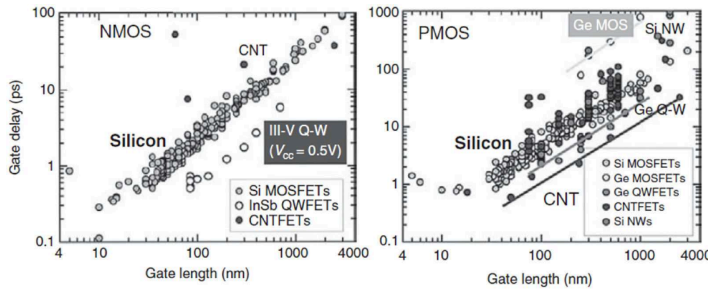 NMOS
Gate delay (ps)
100
10
1
0.1
CNT
Silicon
III-V Q-W
(Vcc = 0.5V)
Si MOSFETs
InSb QWFETs
CNTFETs
4 10 100 1000 4000
Gate length (nm)
PMOS
1000
100
10
1
0.1
Ge MOS
Si NW
Silicon
Ge Q-W
CNT
Si MOSFETs
Ge MOSFETs
Ge QWFETs
CNTFETs
Si NWs
4 10 100 1000 4000
Gate length (nm)